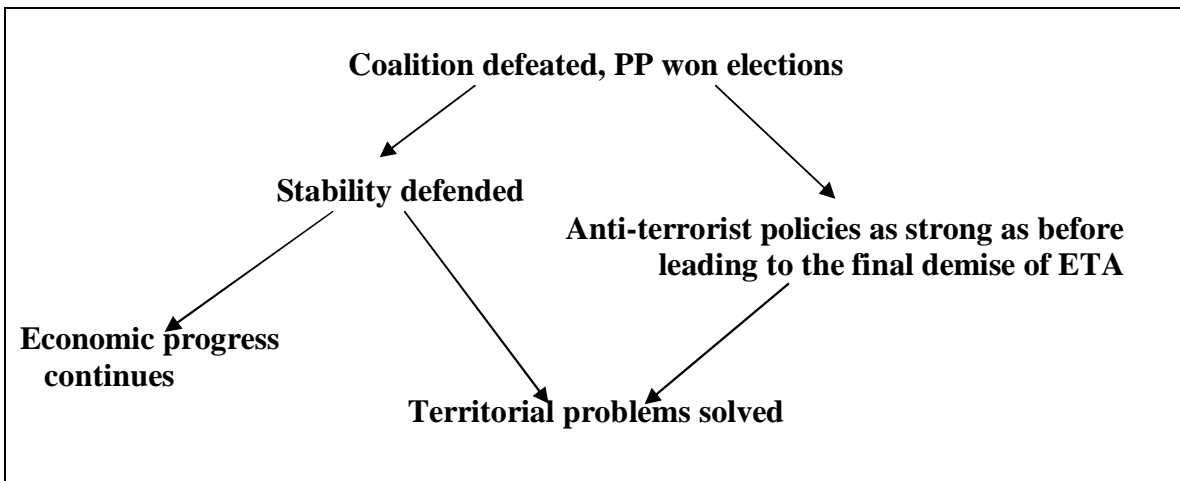 Coalition defeated, PP won elections
Stability defended
Anti-terrorist policies as strong as before
leading to the final demise of ETA
Economic progress
continues
Territorial problems solved